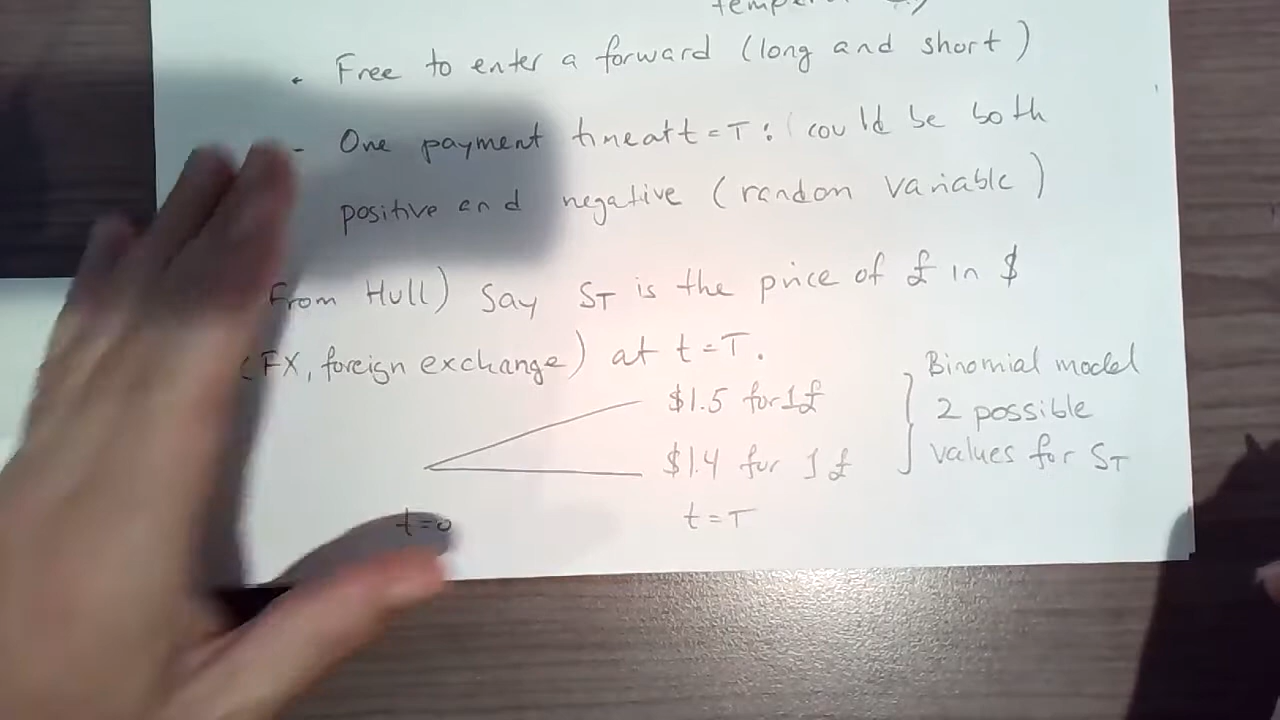 • Free to enter a forward (long and short)
- One payment time at t = T : could be both
positive and negative (random variable)
From Hull) Say S_T is the price of £ in $
(FX, foreign exchange) at t = T.
$1.5 for 1£
$1.4 for 1£
t=0
t=T
Binomial model
2 possible
values for S_T